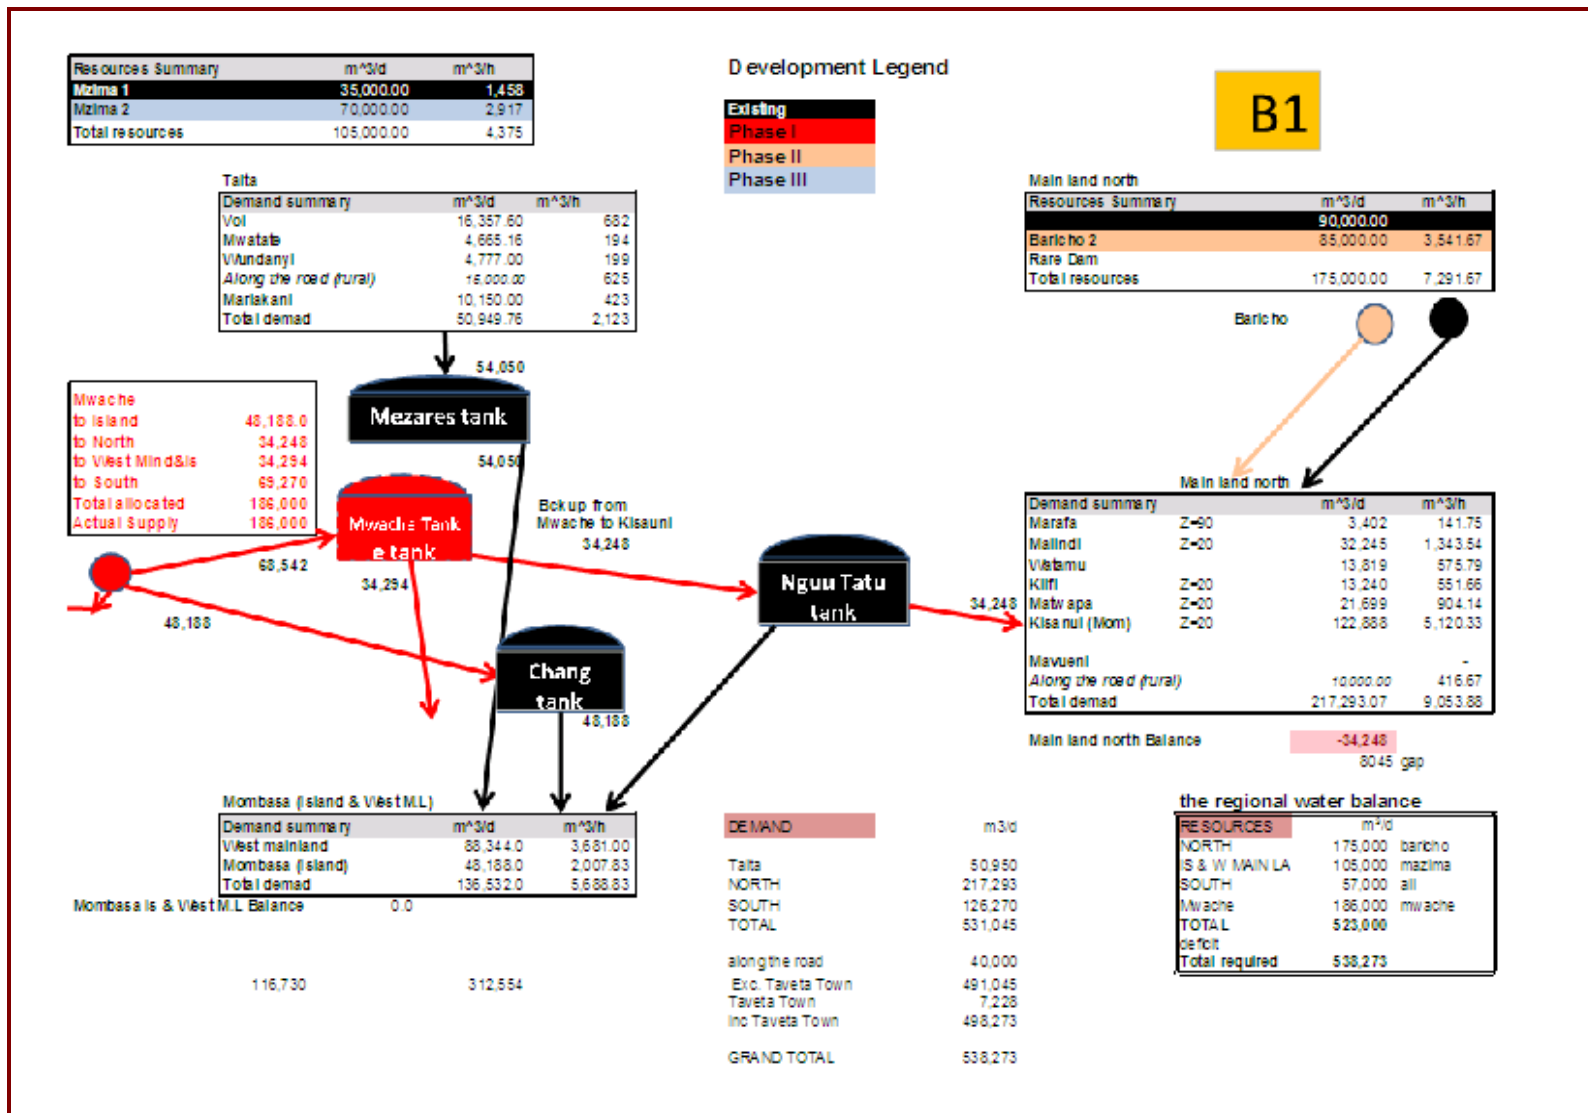 Resources Summary m^3/d m^3/h
Mzima 1 35,000.00 1,458
Mzima 2 70,000.00 2,917
Total resources 105,000.00 4,375
Development Legend
Existing
Phase I
Phase II
Phase III
B1
Taita
Demand summary m^3/d m^3/h
Voi 16,357.60 682
Mwatate 4,665.16 194
Wundanyi 4,777.00 199
Along the road (rural) 15,000.00 625
Mariakani 10,150.00 423
Total demad 50,949.76 2,123
Main land north
Resources Summary m^3/d m^3/h
90,000.00
Baricho 2 85,000.00 3,541.67
Rare Dam
Total resources 175,000.00 7,291.67
Baricho
54,050
Mezares tank
54,050
Mwache
to Island 48,188.0
to North 34,248
to West Mlnd&Is 34,294
to South 69,270
Total allocated 186,000
Actual Supply 186,000
Mwache Tank
e tank
Bckup from
Mwache to Kisauni
34,248
68,542
34,294
48,188
Nguu Tatu
tank
34,248
Chang
tank
48,188
Main land north
Demand summary m^3/d m^3/h
Marafa Z=90 3,402 141.75
Malindi Z=20 32,245 1,343.54
Watamu 13,819 575.79
Kilifi Z=20 13,240 551.66
Matwapa Z=20 21,699 904.14
Kisanui (Mom) Z=20 122,888 5,120.33
Mavueni -
Along the road (rural) 10,000.00 416.67
Total demad 217,293.07 9,053.88
Main land north Balance -34,248
8045 gap
Mombasa (Island & West M.L)
Demand summary m^3/d m^3/h
West mainland 88,344.0 3,681.00
Mombasa (Island) 48,188.0 2,007.83
Total demad 136,532.0 5,688.83
Mombasa Is & West M.L Balance 0.0
116,730 312,554
DEMAND m3/d
Taita 50,950
NORTH 217,293
SOUTH 126,270
TOTAL 531,045
along the road 40,000
Exc. Taveta Town 491,045
Taveta Town 7,228
Inc Taveta Town 498,273
GRAND TOTAL 538,273
the regional water balance
RESOURCES m³/d
NORTH 175,000 baricho
IS & W MAIN LA 105,000 mazima
SOUTH 57,000 all
Mwache 186,000 mwache
TOTAL 523,000
deficit
Total required 538,273